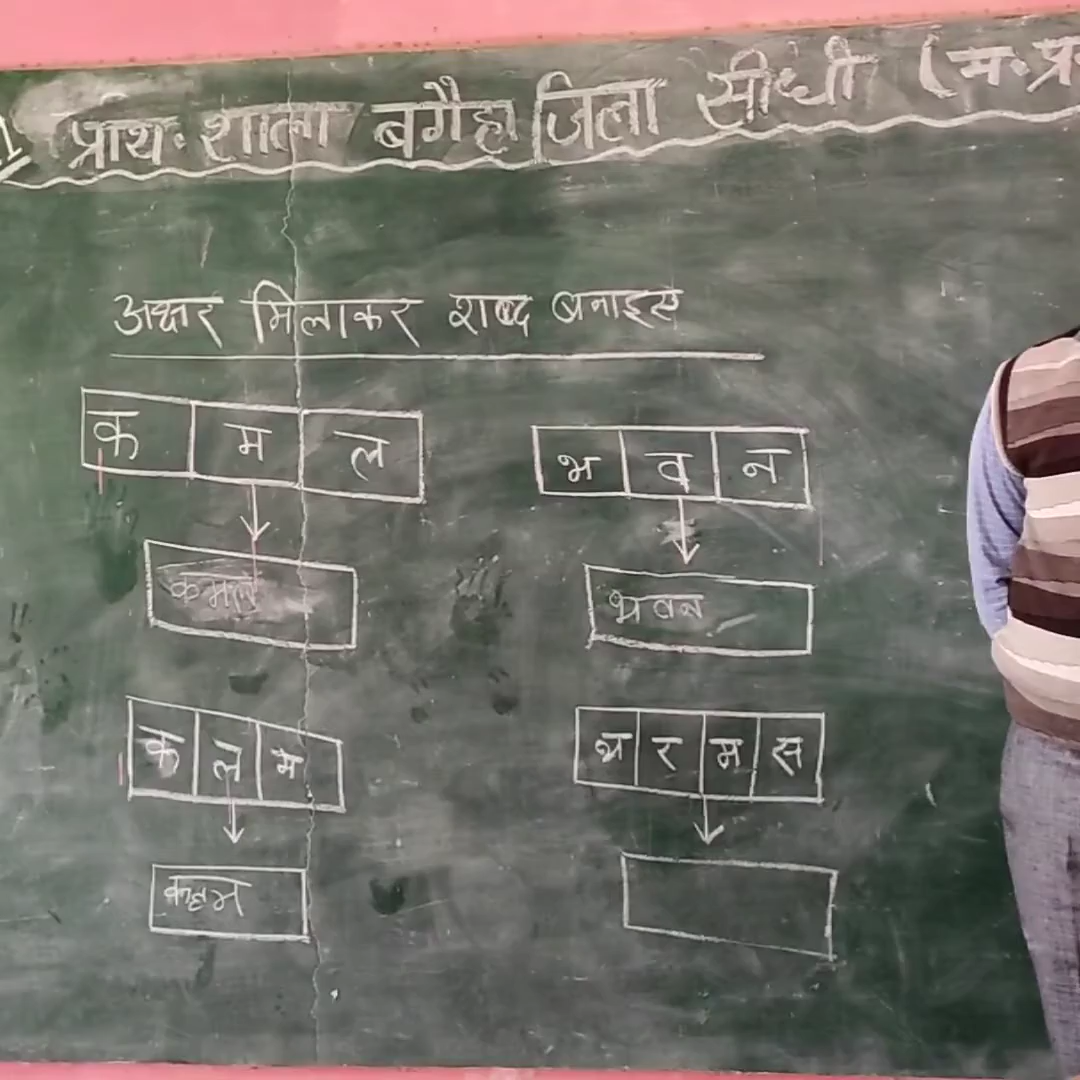 प्राथ. शाला बगैहा जिला सीधी (म.प्र.
अक्षर मिलाकर शब्द बनाइए
क म ल
भ व न
कमल
भवन
क ल म
थ र म स
कलम